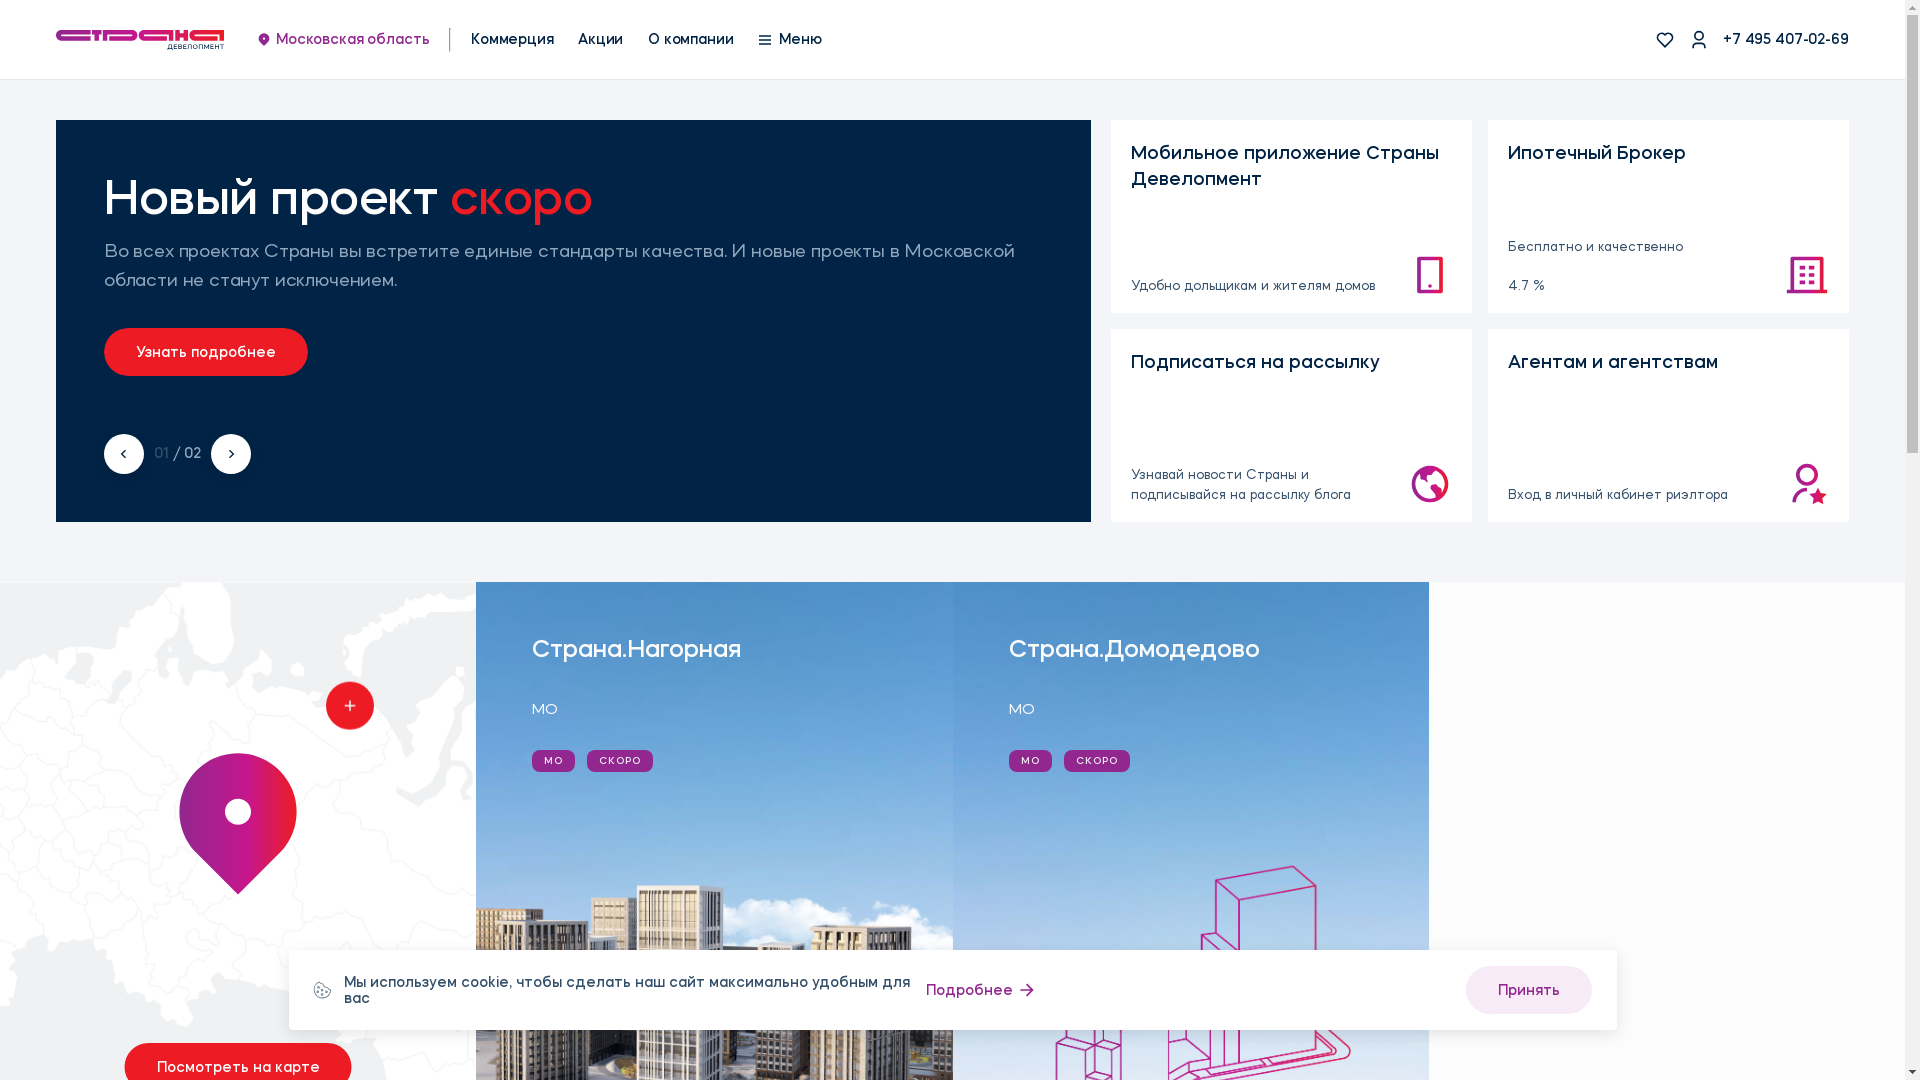 страна
ДЕВЕЛОПМЕНТ
Московская область
Коммерция
Акции
О компании
Меню
+7 495 407-02-69
Новый проект скоро
Во всех проектах Страны вы встретите единые стандарты качества. И новые проекты в Московской
области не станут исключением.
Узнать подробнее
01 / 02
Мобильное приложение Страны
Девелопмент
Удобно дольщикам и жителям домов
Ипотечный Брокер
Бесплатно и качественно
4.7 %
Подписаться на рассылку
Узнавай новости Страны и
подписывайся на рассылку блога
Агентам и агентствам
Вход в личный кабинет риэлтора
Посмотреть на карте
Страна.Нагорная
МО
МО
СКОРО
Страна.Домодедово
МО
МО
СКОРО
Мы используем cookie, чтобы сделать наш сайт максимально удобным для
вас
Подробнее
Принять